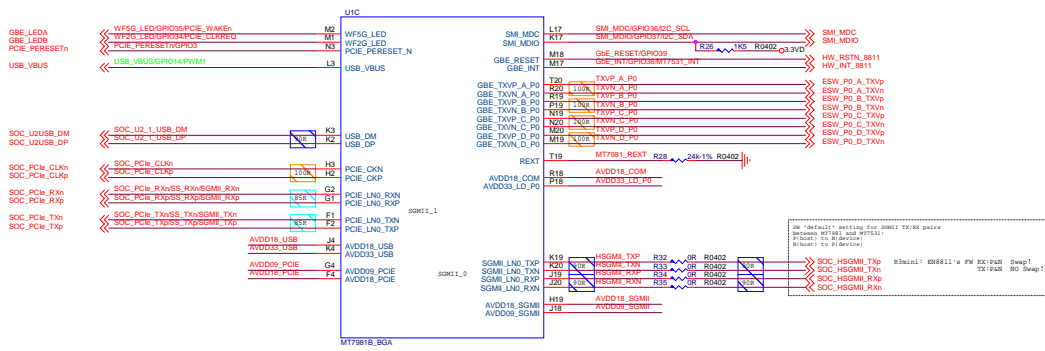 U1C
GBE_LEDA WF5G_LED/GPIO35/PCIE_WAKEn M2 WF5G_LED
GBE_LEDB WF2G_LED/GPIO34/PCIE_CLKREQ M1 WF2G_LED
PCIE_PERESETn PCIE_PERESETn/GPIO3 N3 PCIE_PERESET_N
USB_VBUS USB_VBUS/GPIO14/PWM1 L3 USB_VBUS
SOC_U2USB_DM SOC_U2_1_USB_DM K3 USB_DM
SOC_U2USB_DP SOC_U2_1_USB_DP K2 USB_DP
90R
SOC_PCIe_CLKn SOC_PCIe_CLKn H3 PCIE_CKN
SOC_PCIe_CLKp SOC_PCIe_CLKp H2 PCIE_CKP
100R
SOC_PCIe_RXn SOC_PCIe_RXn/SS_RXn/SGMII_RXn G2 PCIE_LN0_RXN
SOC_PCIe_RXp SOC_PCIe_RXp/SS_RXp/SGMII_RXp G1 PCIE_LN0_RXP
85R
SOC_PCIe_TXn SOC_PCIe_TXn/SS_TXn/SGMII_TXn F1 PCIE_LN0_TXN
SOC_PCIe_TXp SOC_PCIe_TXp/SS_TXp/SGMII_TXp F2 PCIE_LN0_TXP
85R
SGMII_1
AVDD18_USB J4 AVDD18_USB
AVDD33_USB K4 AVDD33_USB
AVDD09_PCIE G4 AVDD09_PCIE
AVDD18_PCIE F4 AVDD18_PCIE
SGMII_0
MT7981B_BGA
SMI_MDC L17 SMI_MDC/GPIO36/I2C_SCL SMI_MDC
SMI_MDIO K17 SMI_MDIO/GPIO37/I2C_SDA SMI_MDIO
R26 1K5 R0402 3.3VD
GBE_RESET M18 GbE_RESET/GPIO39 HW_RSTN_8811
GBE_INT M17 GbE_INT/GPIO38/MT7531_INT HW_INT_8811
GBE_TXVP_A_P0 T20 TXVP_A_P0 ESW_P0_A_TXVp
GBE_TXVN_A_P0 R20 100R TXVN_A_P0 ESW_P0_A_TXVn
GBE_TXVP_B_P0 R19 TXVP_B_P0 ESW_P0_B_TXVp
GBE_TXVN_B_P0 P19 100R TXVN_B_P0 ESW_P0_B_TXVn
GBE_TXVP_C_P0 N19 TXVP_C_P0 ESW_P0_C_TXVp
GBE_TXVN_C_P0 N20 100R TXVN_C_P0 ESW_P0_C_TXVn
GBE_TXVP_D_P0 M20 TXVP_D_P0 ESW_P0_D_TXVp
GBE_TXVN_D_P0 M19 100R TXVN_D_P0 ESW_P0_D_TXVn
REXT T19 MT7981_REXT R28 24k-1% R0402
AVDD18_COM R18 AVDD18_COM
AVDD33_LD_P0 P18 AVDD33_LD_P0
SW "default" setting for SGMII TX/RX pairs
between MT7981 and MT7531:
P(host) to N(device)
N(host) to P(device)
SGMII_LN0_TXP K19 HSGMII_TXP R32 0R R0402 SOC_HSGMII_TXp
SGMII_LN0_TXN K20 90R HSGMII_TXN R33 0R R0402 90R SOC_HSGMII_TXn
SGMII_LN0_RXP J19 HSGMII_RXP R34 0R R0402 SOC_HSGMII_RXp
SGMII_LN0_RXN J20 90R HSGMII_RXN R35 0R R0402 90R SOC_HSGMII_RXn
R3mini: EN8811's FW RX:P&N Swap!
TX:P&N NO Swap!
AVDD18_SGMII H19 AVDD18_SGMII
AVDD09_SGMII J18 AVDD09_SGMII